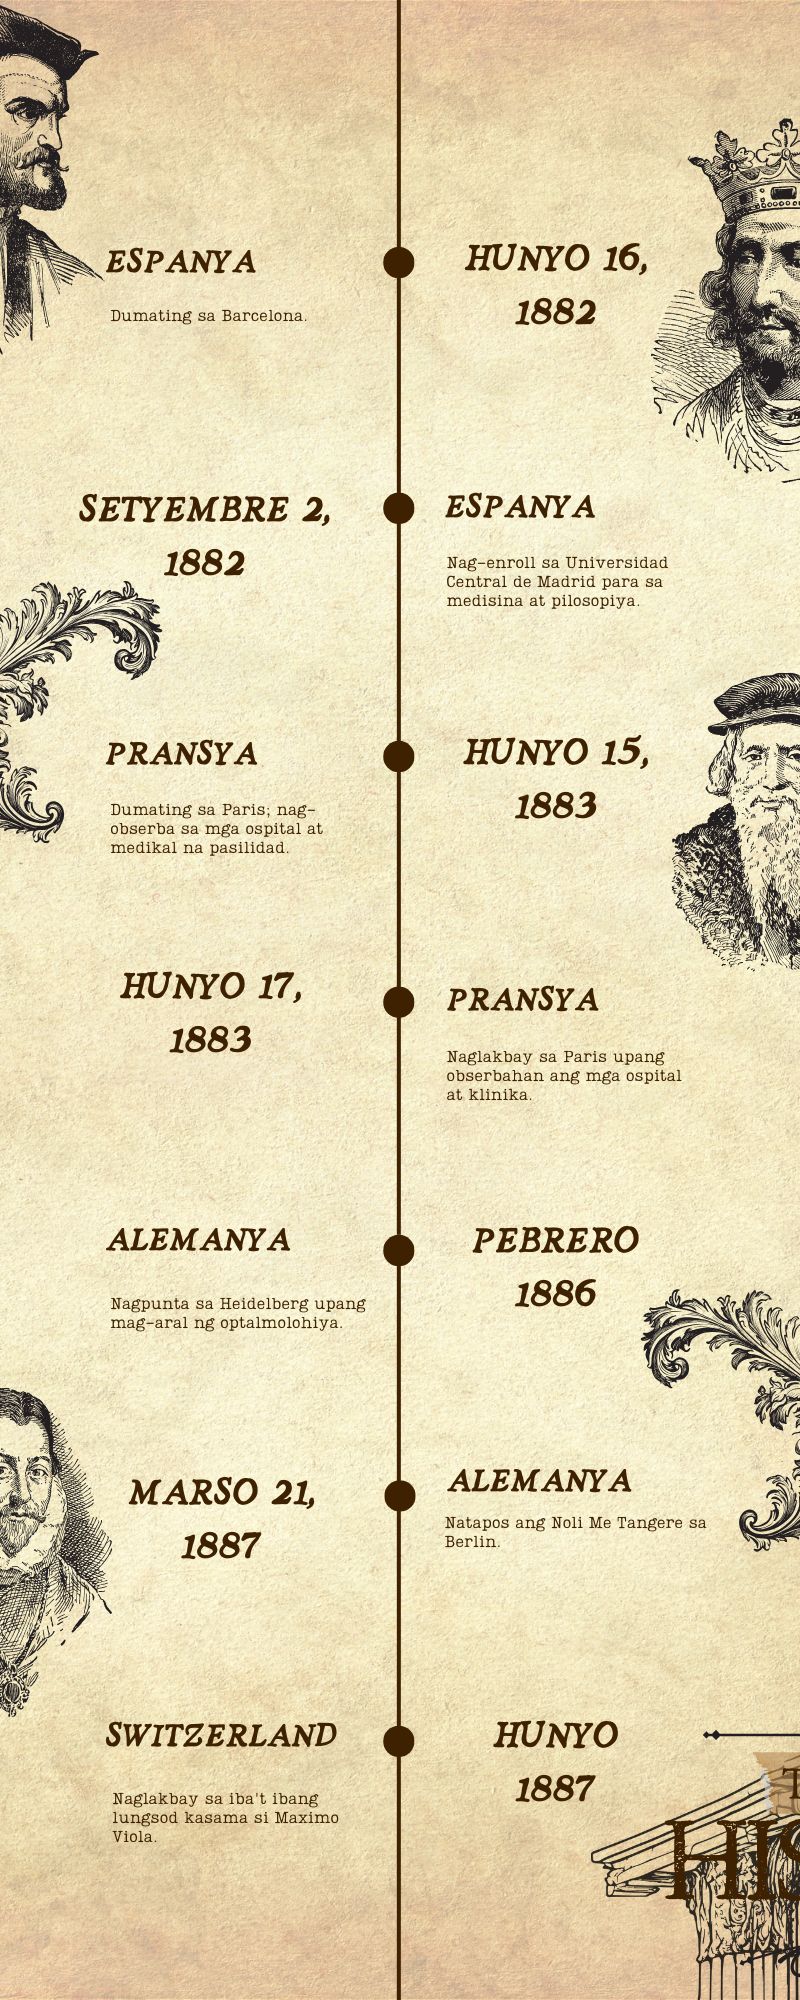 ESPANYA
Dumating sa Barcelona.
HUNYO 16,
1882
SETYEMBRE 2,
1882
ESPANYA
Nag-enroll sa Universidad
Central de Madrid para sa
medisina at pilosopiya.
PRANSYA
Dumating sa Paris; nag-
obserba sa mga ospital at
medikal na pasilidad.
HUNYO 15,
1883
HUNYO 17,
1883
PRANSYA
Naglakbay sa Paris upang
obserbahan ang mga ospital
at klinika.
ALEMANYA
Nagpunta sa Heidelberg upang
mag-aral ng optalmolohiya.
PEBRERO
1886
MARSO 21,
1887
ALEMANYA
Natapos ang Noli Me Tangere sa
Berlin.
SWITZERLAND
Naglakbay sa iba't ibang
lungsod kasama si Maximo
Viola.
HUNYO
1887